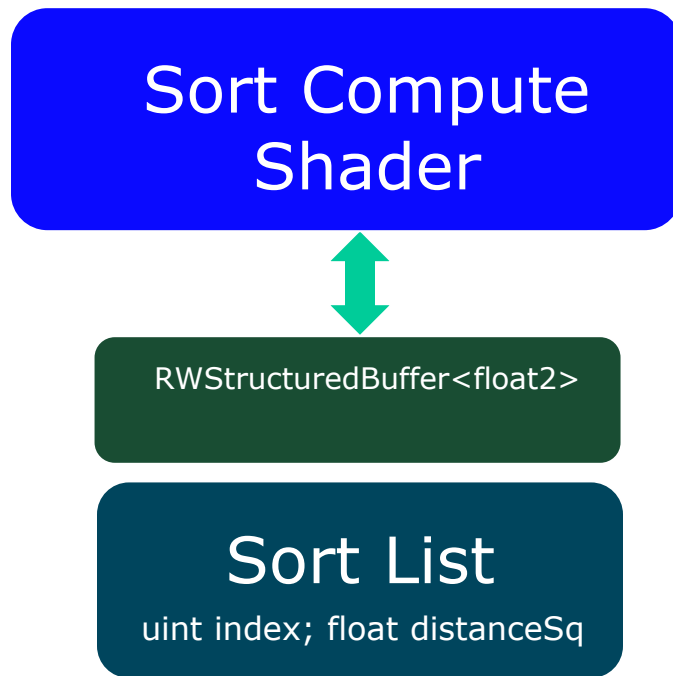 Sort Compute
Shader
RWStructuredBuffer<float2>
Sort List
uint index; float distanceSq